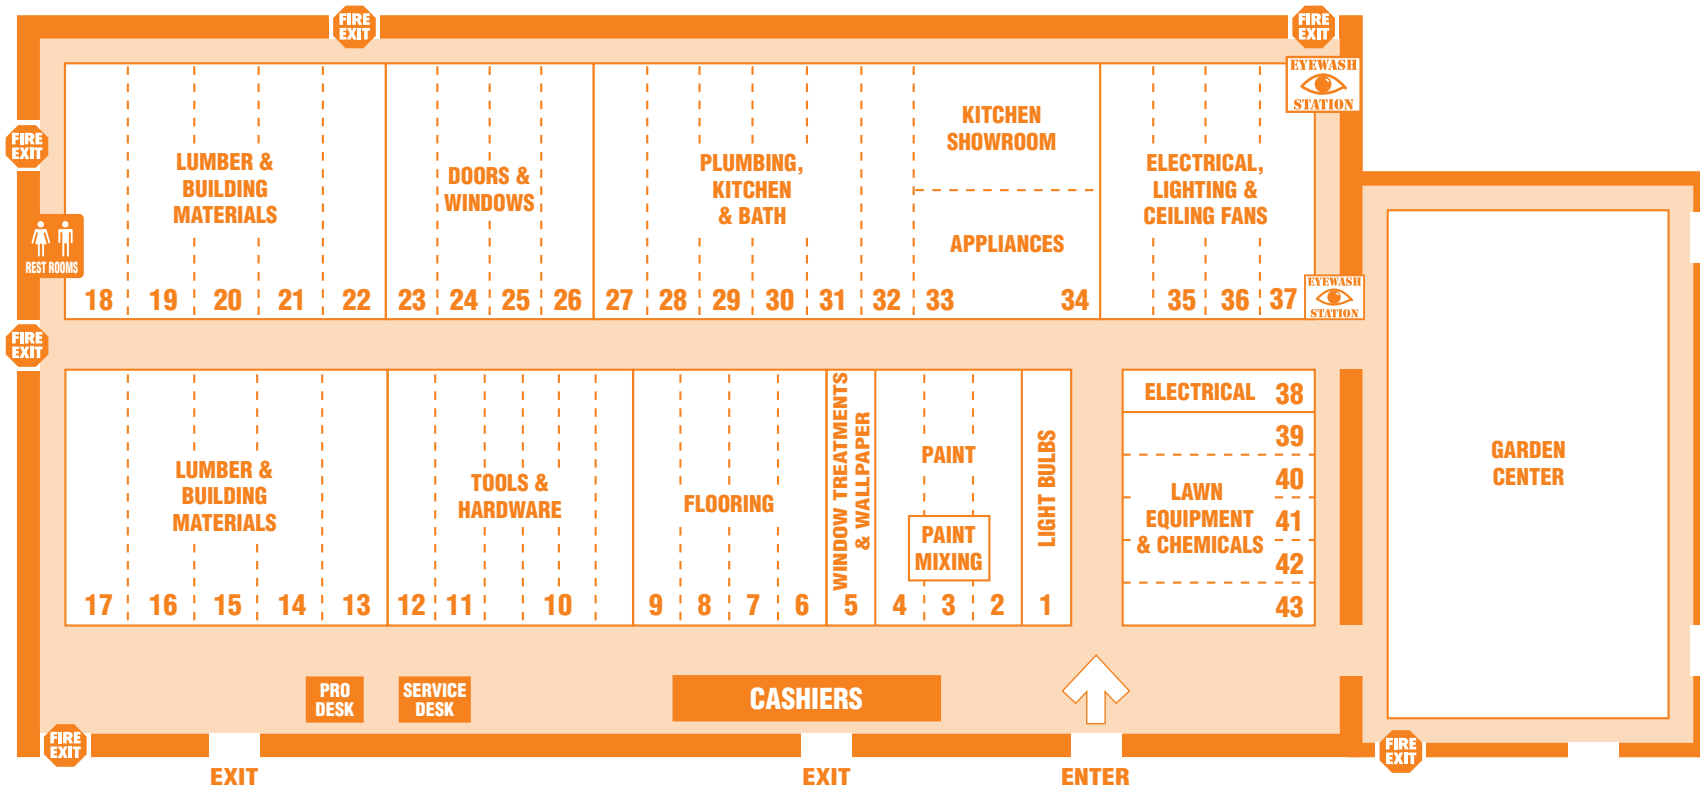 FIRE
EXIT
FIRE
EXIT
EYEWASH
STATION
FIRE
EXIT
LUMBER &
BUILDING
MATERIALS
DOORS &
WINDOWS
PLUMBING,
KITCHEN
& BATH
KITCHEN
SHOWROOM
APPLIANCES
ELECTRICAL,
LIGHTING &
CEILING FANS
REST ROOMS
18 19 20 21 22 23 24 25 26 27 28 29 30 31 32 33 34 35 36 37
EYEWASH
STATION
FIRE
EXIT
LUMBER &
BUILDING
MATERIALS
TOOLS &
HARDWARE
FLOORING
WINDOW TREATMENTS
& WALLPAPER
PAINT
PAINT
MIXING
LIGHT BULBS
ELECTRICAL 38
39
40
41
42
43
LAWN
EQUIPMENT
& CHEMICALS
GARDEN
CENTER
17 16 15 14 13 12 11 10 9 8 7 6 5 4 3 2 1
PRO
DESK
SERVICE
DESK
CASHIERS
FIRE
EXIT
FIRE
EXIT
EXIT
EXIT
ENTER